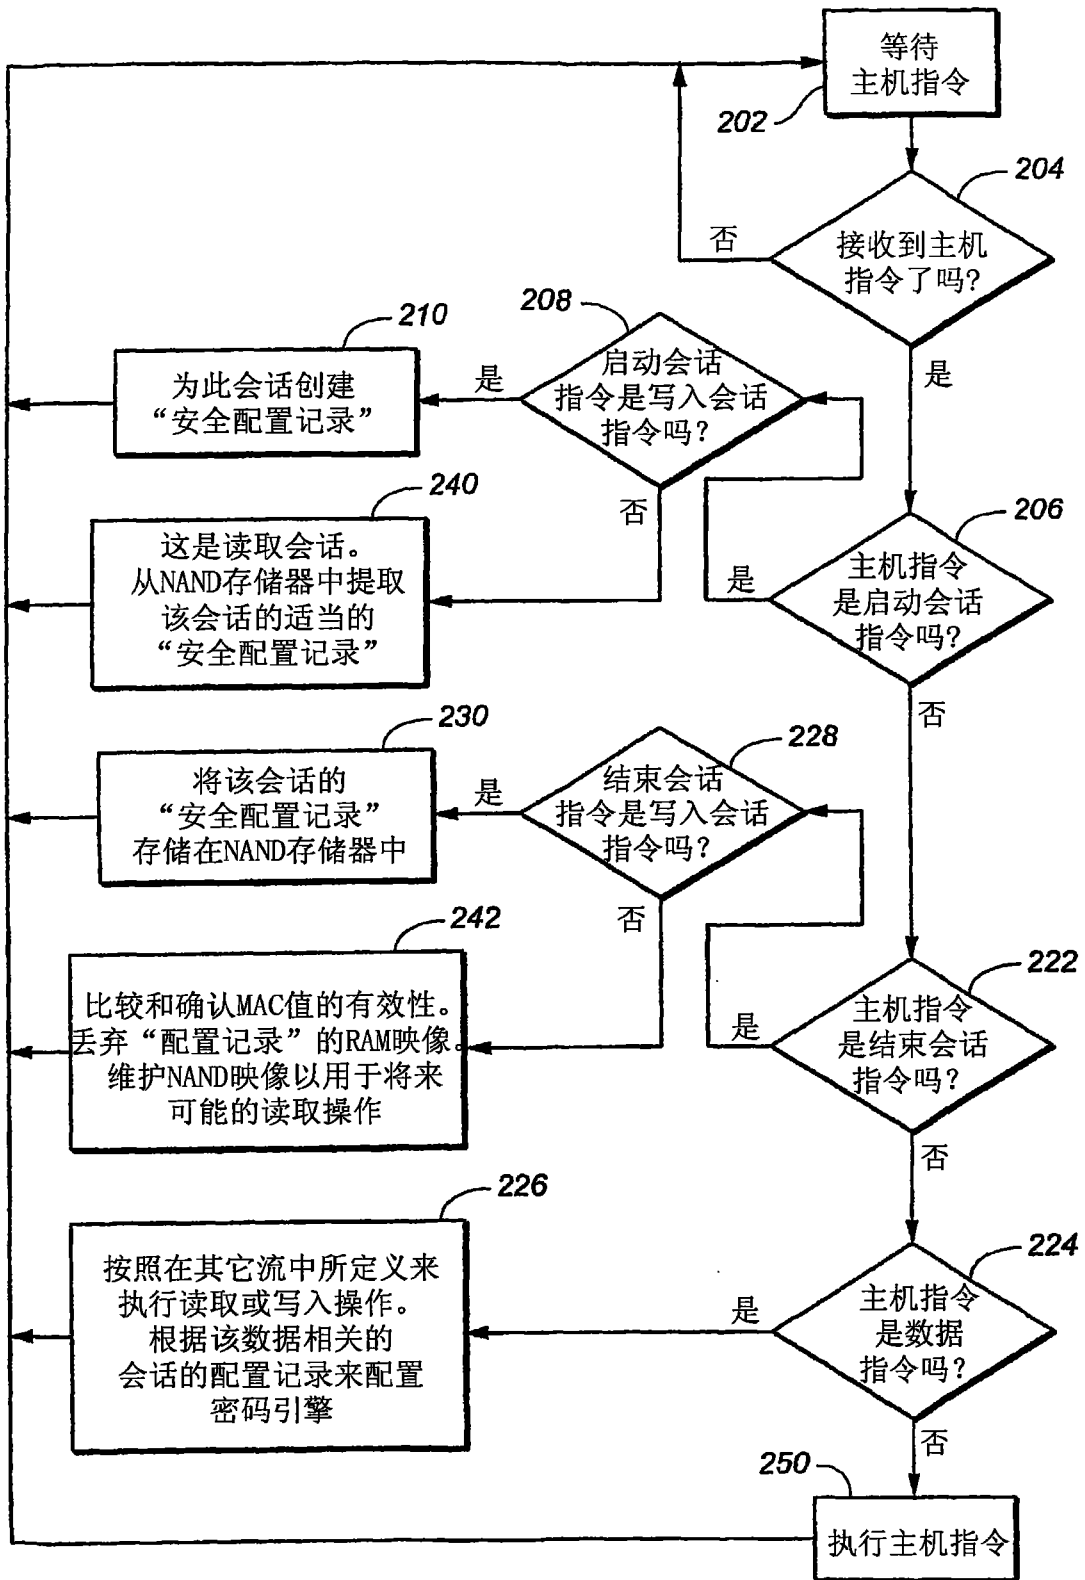 等待
主机指令
202
204
接收到主机
指令了吗?
否
是
208
启动会话
指令是写入会话
指令吗?
是
否
210
为此会话创建
“安全配置记录”
240
这是读取会话。
从NAND存储器中提取
该会话的适当的
“安全配置记录”
206
主机指令
是启动会话
指令吗?
是
否
230
将该会话的
“安全配置记录”
存储在NAND存储器中
228
结束会话
指令是写入会话
指令吗?
是
否
242
比较和确认MAC值的有效性。
丢弃“配置记录”的RAM映像。
维护NAND映像以用于将来
可能的读取操作
222
主机指令
是结束会话
指令吗?
是
否
226
按照在其它流中所定义来
执行读取或写入操作。
根据该数据相关的
会话的配置记录来配置
密码引擎
224
主机指令
是数据
指令吗?
是
否
250
执行主机指令